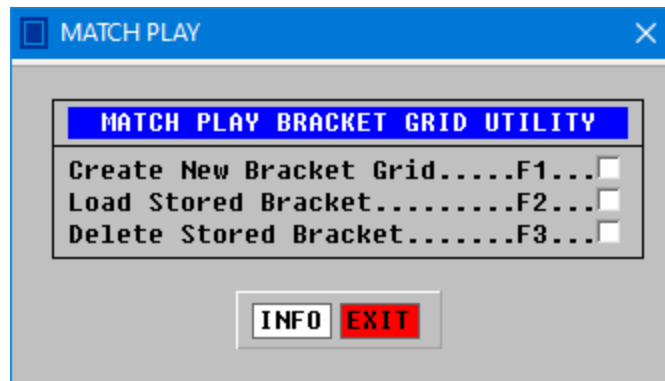 MATCH PLAY
MATCH PLAY BRACKET GRID UTILITY
Create New Bracket Grid.....F1...
Load Stored Bracket.........F2...
Delete Stored Bracket.......F3...
INFO EXIT